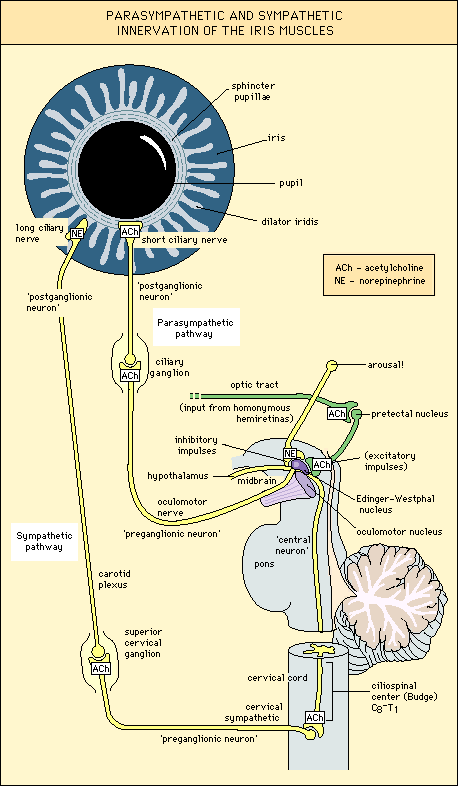 PARASYMPATHETIC AND SYMPATHETIC
INNERVATION OF THE IRIS MUSCLES
sphincter
pupillae
iris
pupil
dilator iridis
long ciliary
nerve
NE
ACh
short ciliary nerve
ACh – acetylcholine
NE – norepinephrine
'postganglionic
neuron'
'postganglionic
neuron'
Parasympathetic
pathway
ciliary
ganglion
ACh
arousal!
optic tract
(input from homonymous
hemiretinas)
ACh
pretectal nucleus
inhibitory
impulses
NE
ACh
(excitatory
impulses)
hypothalamus
midbrain
Edinger-Westphal
nucleus
oculomotor
nerve
oculomotor nucleus
'preganglionic neuron'
Sympathetic
pathway
'central
neuron'
pons
carotid
plexus
superior
cervical
ganglion
ACh
cervical cord
cervical
sympathetic
ACh
ciliospinal
center (Budge)
C8-T1
'preganglionic neuron'